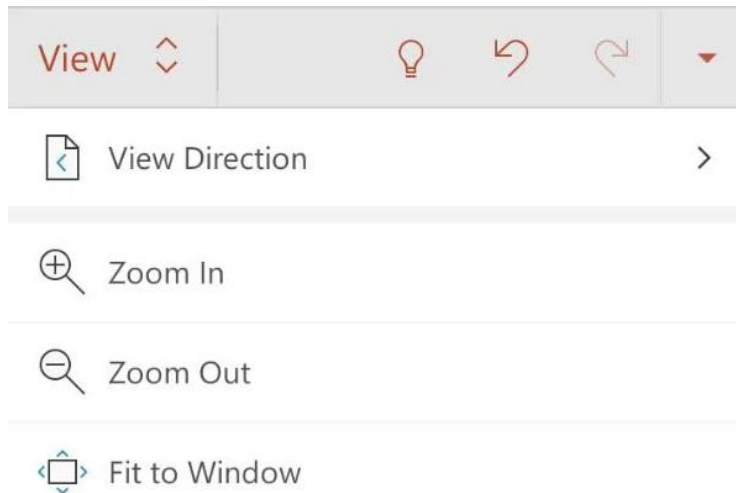 View
View Direction
Zoom In
Zoom Out
Fit to Window